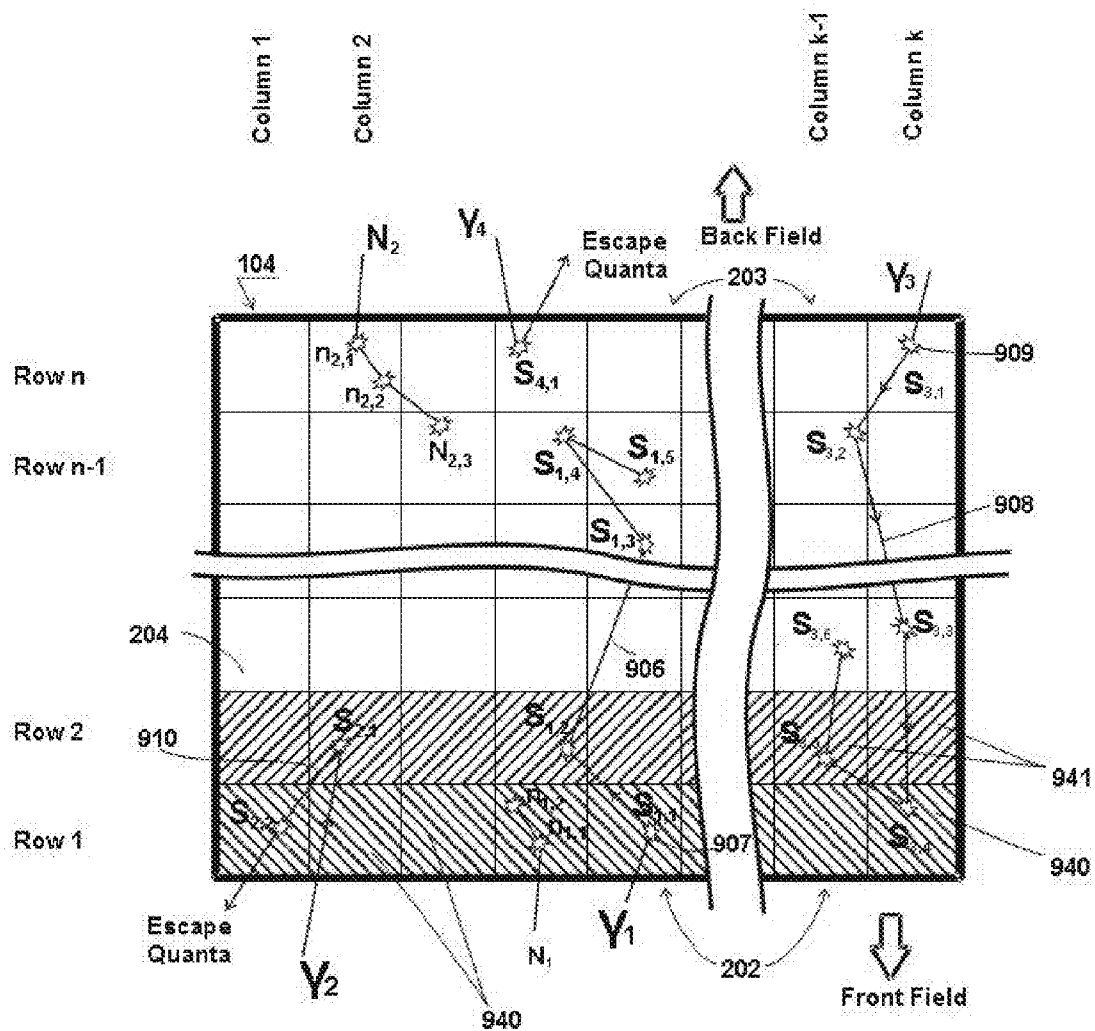 Column 1
Column 2
Column k-1
Column k
N₂
Y₄
Escape
Quanta
Back Field
104
203
Y₃
Row n
n₂,₁
n₂,₂
S₄,₁
909
S₃,₁
Row n-1
N₂,₃
S₁,₄
S₁,₅
S₃,₂
S₁,₃
908
204
906
S₃,₃
Row 2
910
S₂,₁
S₁,₂
941
Row 1
n₁,₂
n₁,₁
907
940
Escape
Quanta
Y₂
N₁
Y₁
202
940
Front Field